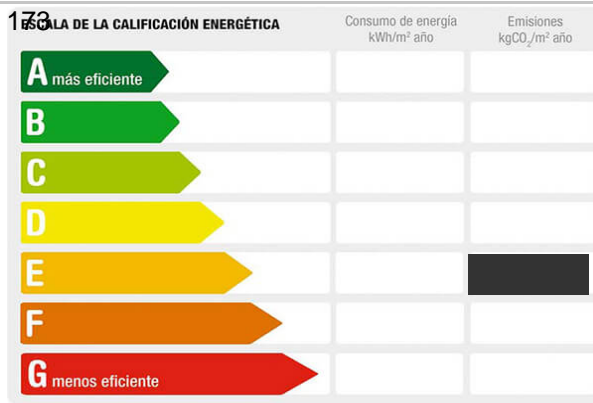 173
ESCALA DE LA CALIFICACIÓN ENERGÉTICA
Consumo de energía
kWh/m² año
Emisiones
kgCO₂/m² año
A más eficiente
B
C
D
E
F
G menos eficiente